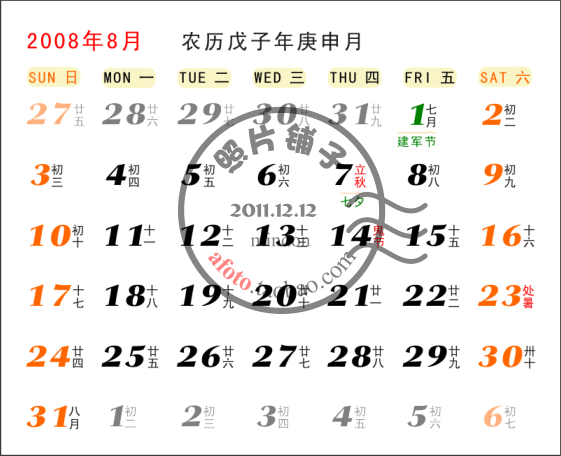 2008年8月 农历戊子年庚申月
SUN 日 MON 一 TUE 二 WED 三 THU 四 FRI 五 SAT 六
27 廿五 28 廿六 29 廿七 30 廿八 31 廿九 1 七月 2 初二
建军节
3 初三 4 初四 5 初五 6 初六 7 立秋 8 初八 9 初九
七夕
10 初十 11 十一 12 十二 13 十三 14 鬼节 15 十五 16 十六
17 十七 18 十八 19 十九 20 二十 21 廿一 22 廿二 23 处暑
24 廿四 25 廿五 26 廿六 27 廿七 28 廿八 29 廿九 30 卅十
31 八月 1 初二 2 初三 3 初四 4 初五 5 初六 6 初七
照片铺子
2011.12.12
afoto.taobao.com